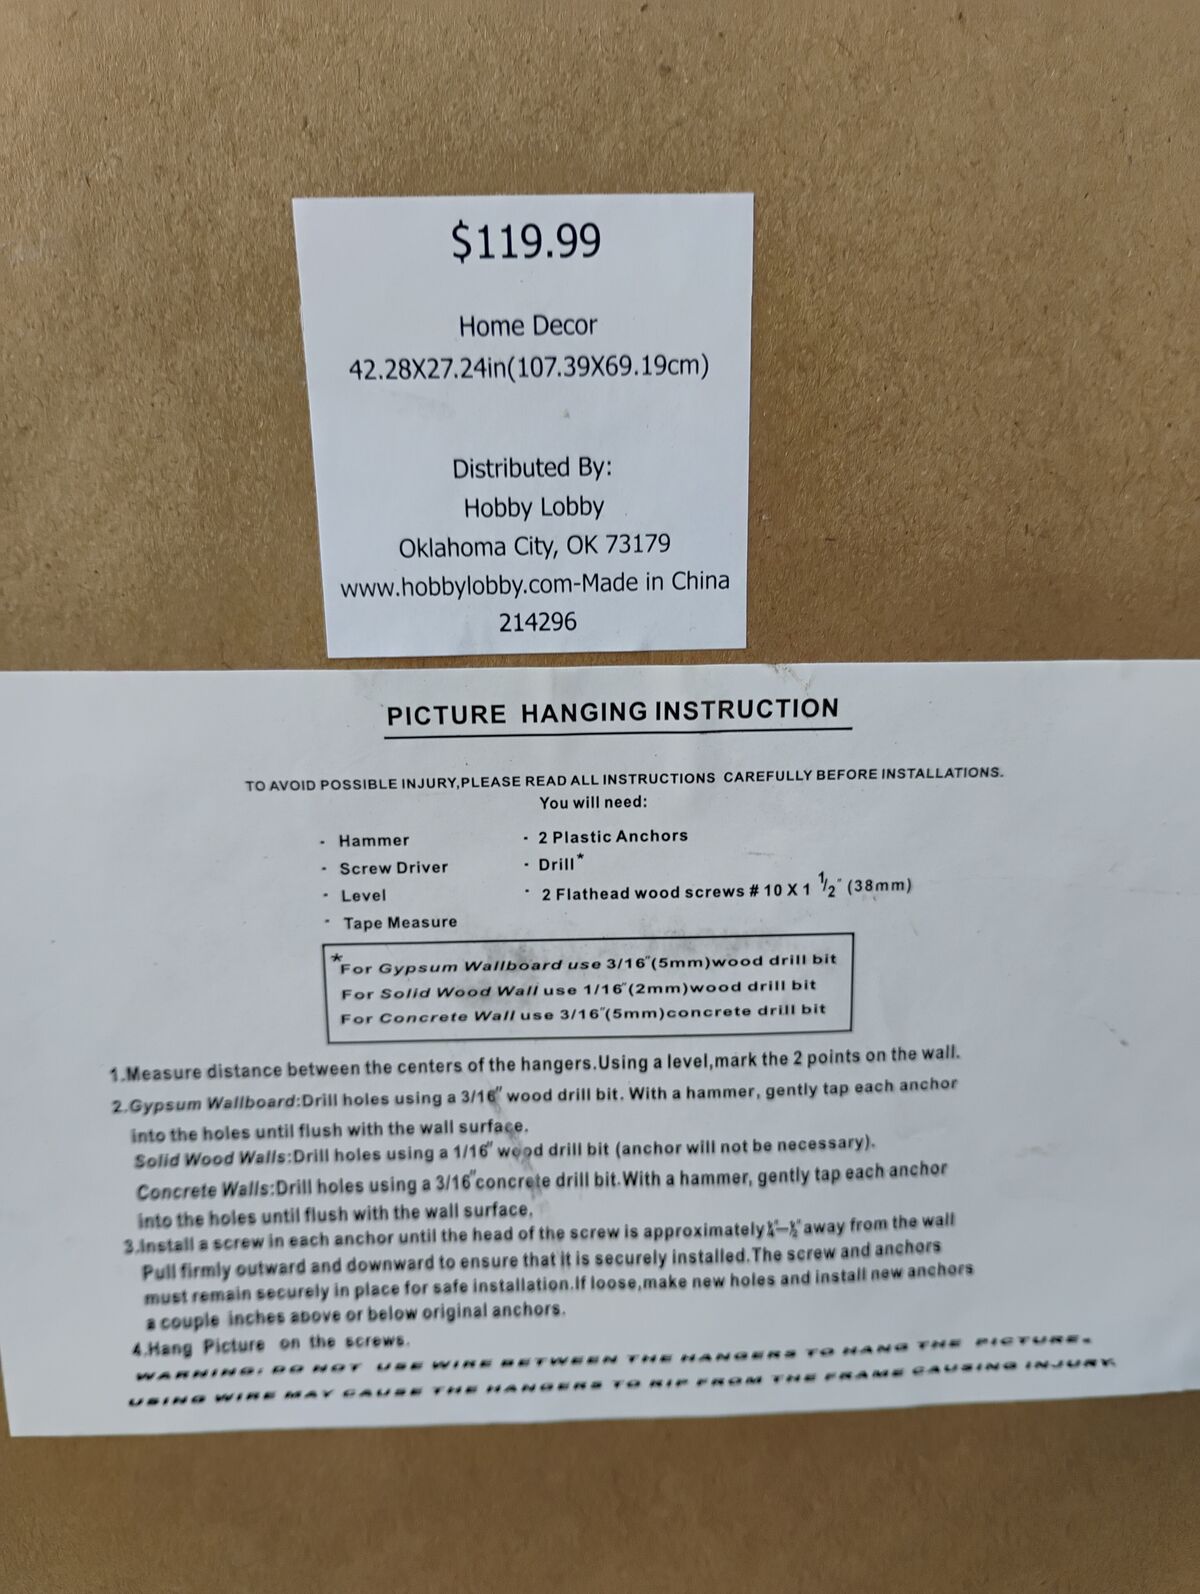 $119.99
Home Decor
42.28X27.24in(107.39X69.19cm)
Distributed By:
Hobby Lobby
Oklahoma City, OK 73179
www.hobbylobby.com-Made in China
214296
PICTURE HANGING INSTRUCTION
TO AVOID POSSIBLE INJURY,PLEASE READ ALL INSTRUCTIONS CAREFULLY BEFORE INSTALLATIONS.
You will need:
- Hammer
- Screw Driver
- Level
- Tape Measure
- 2 Plastic Anchors
- Drill*
- 2 Flathead wood screws # 10 X 1 1/2" (38mm)
*For Gypsum Wallboard use 3/16"(5mm)wood drill bit
For Solid Wood Wall use 1/16"(2mm)wood drill bit
For Concrete Wall use 3/16"(5mm)concrete drill bit
1.Measure distance between the centers of the hangers.Using a level,mark the 2 points on the wall.
2.Gypsum Wallboard:Drill holes using a 3/16" wood drill bit. With a hammer, gently tap each anchor
into the holes until flush with the wall surface.
Solid Wood Walls:Drill holes using a 1/16" wood drill bit (anchor will not be necessary).
Concrete Walls:Drill holes using a 3/16"concrete drill bit.With a hammer, gently tap each anchor
into the holes until flush with the wall surface.
3.Install a screw in each anchor until the head of the screw is approximately away from the wall
Pull firmly outward and downward to ensure that it is securely installed.The screw and anchors
must remain securely in place for safe installation.If loose,make new holes and install new anchors
a couple inches above or below original anchors.
4.Hang Picture on the screws.
WARNING: DO NOT USE WIRE BETWEEN THE HANGERS TO HANG THE PICTURE.
USING WIRE MAY CAUSE THE HANGERS TO RIP FROM THE FRAME CAUSING INJURY.